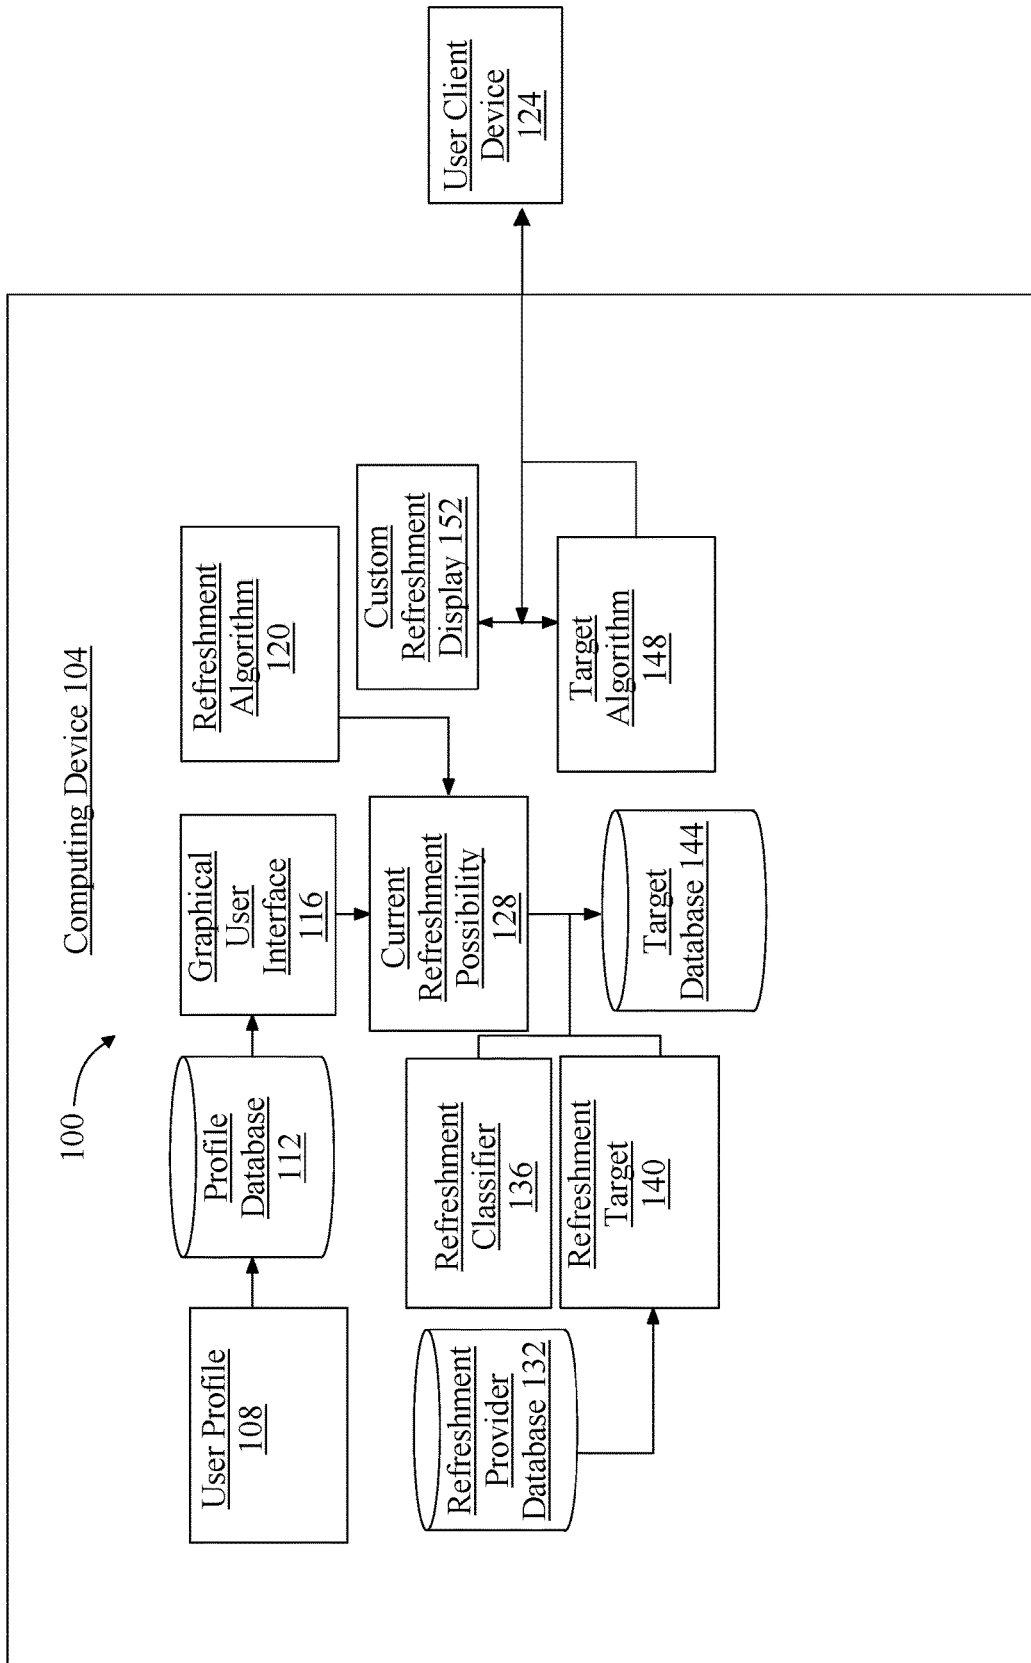 100
Computing Device 104
User Profile
108
Profile
Database
112
Graphical
User
Interface
116
Refreshment
Algorithm
120
Refreshment
Provider
Database 132
Refreshment
Classifier
136
Refreshment
Target
140
Current
Refreshment
Possibility
128
Target
Database 144
Custom
Refreshment
Display 152
Target
Algorithm
148
User Client
Device
124